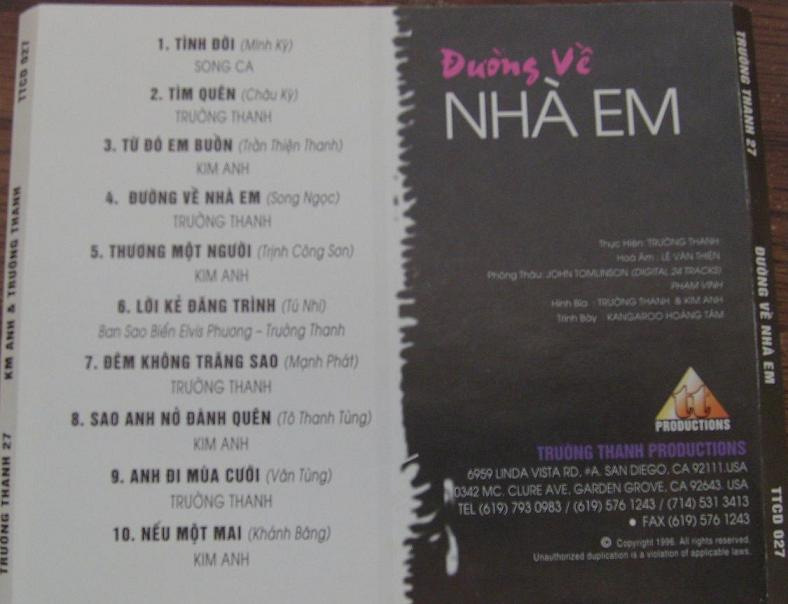 TTCD 027
KIM ANH & TRƯỜNG THANH
TRƯỜNG THANH 27
1. TÌNH ĐỜI (Minh Kỳ)
SONG CA
2. TÌM QUÊN (Châu Kỳ)
TRƯỜNG THANH
3. TỪ ĐÓ EM BUỒN (Trần Thiện Thanh)
KIM ANH
4. ĐƯỜNG VỀ NHÀ EM (Song Ngọc)
TRƯỜNG THANH
5. THƯƠNG MỘT NGƯỜI (Trịnh Công Sơn)
KIM ANH
6. LỜI KẺ ĐĂNG TRÌNH (Tú Nhi)
Ban Sao Biển Elvis Phương – Trường Thanh
7. ĐÊM KHÔNG TRĂNG SAO (Mạnh Phát)
TRƯỜNG THANH
8. SAO ANH NỠ ĐÀNH QUÊN (Tô Thanh Tùng)
KIM ANH
9. ANH ĐI MÙA CƯỚI (Văn Tùng)
TRƯỜNG THANH
10. NẾU MỘT MAI (Khánh Băng)
KIM ANH
Đường Về
NHÀ EM
Thực Hiện: TRƯỜNG THANH
Hoà Âm : LÊ VĂN THIỆN
Phòng Thâu: JOHN TOMLINSON (DIGITAL 24 TRACKS)
PHẠM VINH
Hình Bìa : TRƯỜNG THANH & KIM ANH
Trình Bày : KANGAROO HOÀNG TÂM
tt
PRODUCTIONS
TRƯỜNG THANH PRODUCTIONS
6959 LINDA VISTA RD. #A. SAN DIEGO. CA 92111.USA
0342 MC. CLURE AVE, GARDEN GROVE, CA 92643. USA
TEL (619) 793 0983 / (619) 576 1243 / (714) 531 3413
• FAX (619) 576 1243
© Copyright 1996. All rights reserved.
Unauthorized duplication is a violation of applicable laws.
TRƯỜNG THANH 27
ĐƯỜNG VỀ NHÀ EM
TTCD 027